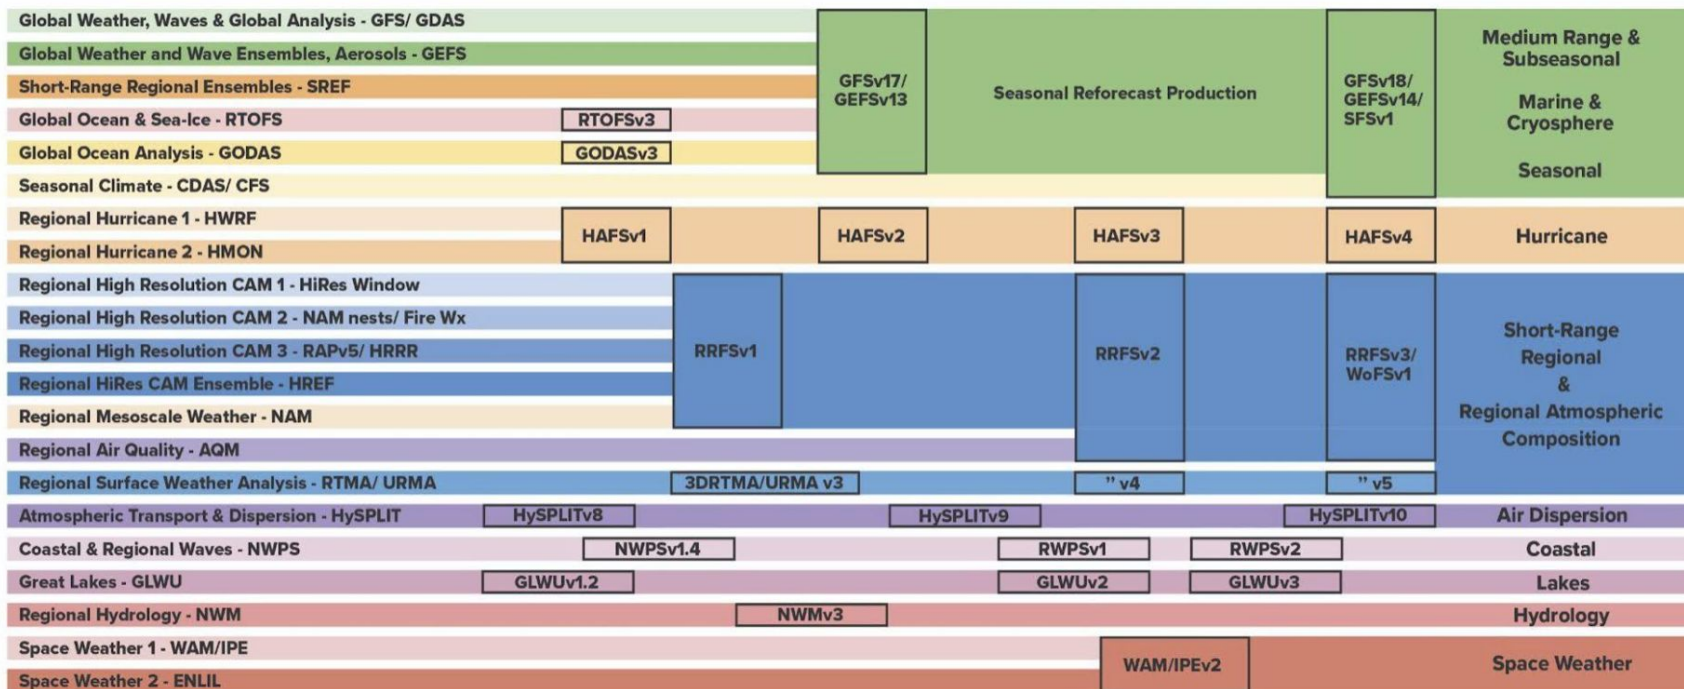 Global Weather, Waves & Global Analysis - GFS/ GDAS
Global Weather and Wave Ensembles, Aerosols - GEFS
Short-Range Regional Ensembles - SREF
Global Ocean & Sea-Ice - RTOFS
Global Ocean Analysis - GODAS
Seasonal Climate - CDAS/ CFS
RTOFSv3
GODASv3
GFSv17/
GEFSv13
Seasonal Reforecast Production
GFSv18/
GEFSv14/
SFSv1
Medium Range &
Subseasonal
Marine &
Cryosphere
Seasonal
Regional Hurricane 1 - HWRF
Regional Hurricane 2 - HMON
HAFSv1
HAFSv2
HAFSv3
HAFSv4
Hurricane
Regional High Resolution CAM 1 - HiRes Window
Regional High Resolution CAM 2 - NAM nests/ Fire Wx
Regional High Resolution CAM 3 - RAPv5/ HRRR
Regional HiRes CAM Ensemble - HREF
Regional Mesoscale Weather - NAM
Regional Air Quality - AQM
RRFSv1
RRFSv2
RRFSv3/
WoFSv1
Short-Range
Regional
&
Regional Atmospheric
Composition
Regional Surface Weather Analysis - RTMA/ URMA
3DRTMA/URMA v3
” v4
” v5
Atmospheric Transport & Dispersion - HySPLIT
HySPLITv8
HySPLITv9
HySPLITv10
Air Dispersion
Coastal & Regional Waves - NWPS
NWPSv1.4
RWPSv1
RWPSv2
Coastal
Great Lakes - GLWU
GLWUv1.2
GLWUv2
GLWUv3
Lakes
Regional Hydrology - NWM
NWMv3
Hydrology
Space Weather 1 - WAM/IPE
Space Weather 2 - ENLIL
WAM/IPEv2
Space Weather